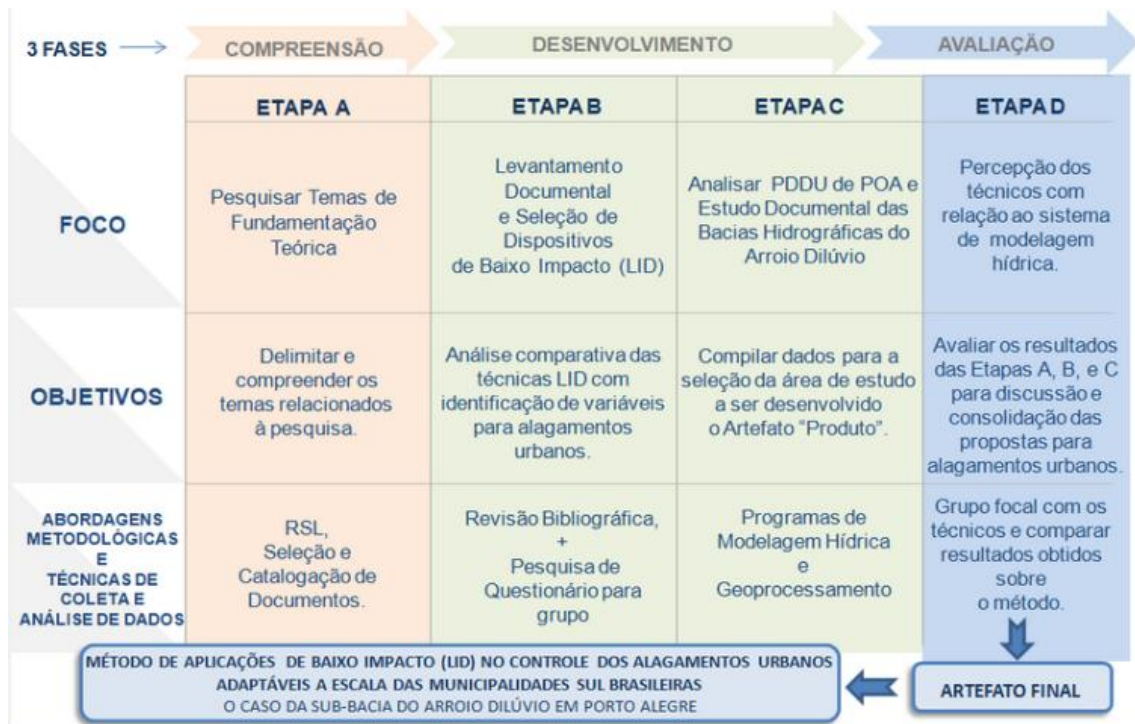 3 FASES
COMPREENSÃO
DESENVOLVIMENTO
AVALIAÇÃO
ETAPA A
ETAPA B
ETAPA C
ETAPA D
FOCO
Pesquisar Temas de
Fundamentação
Teórica
Levantamento
Documental
e Seleção de
Dispositivos
de Baixo Impacto (LID)
Analisar PDDU de POA e
Estudo Documental das
Bacias Hidrográficas do
Arroio Dilúvio
Percepção dos
técnicos com
relação ao sistema
de modelagem
hídrica.
OBJETIVOS
Delimitar e
compreender os
temas relacionados
à pesquisa.
Análise comparativa das
técnicas LID com
identificação de variáveis
para alagamentos
urbanos.
Compilar dados para a
seleção da área de estudo
a ser desenvolvido
o Artefato "Produto".
Avaliar os resultados
das Etapas A, B, e C
para discussão e
consolidação das
propostas para
alagamentos urbanos.
ABORDAGENS
METODOLÓGICAS
E
TÉCNICAS DE
COLETA E
ANÁLISE DE DADOS
RSL,
Seleção e
Catalogação de
Documentos.
Revisão Bibliográfica,
+
Pesquisa de
Questionário para
grupo
Programas de
Modelagem Hídrica
e
Geoprocessamento
Grupo focal com os
técnicos e comparar
resultados obtidos
sobre
o método.
MÉTODO DE APLICAÇÕES DE BAIXO IMPACTO (LID) NO CONTROLE DOS ALAGAMENTOS URBANOS
ADAPTÁVEIS A ESCALA DAS MUNICIPALIDADES SUL BRASILEIRAS
O CASO DA SUB-BACIA DO ARROIO DILÚVIO EM PORTO ALEGRE
ARTEFATO FINAL